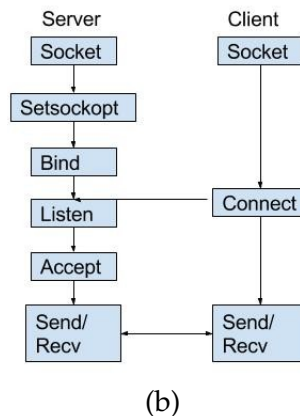 Server Client
Socket Socket
Setsockopt
Bind
Listen Connect
Accept
Send/ Send/
Recv Recv
(b)